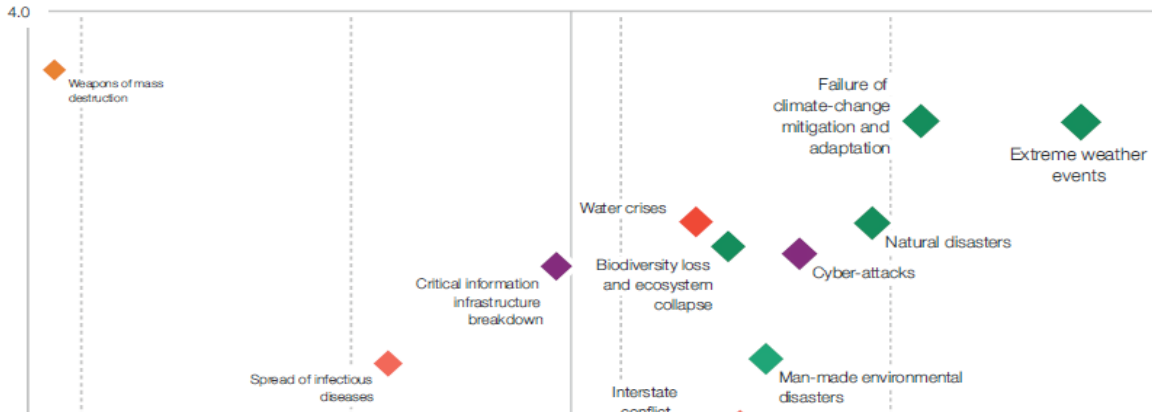 4.0
Weapons of mass
destruction
Failure of
climate-change
mitigation and
adaptation
Extreme weather
events
Water crises
Natural disasters
Biodiversity loss
and ecosystem
collapse
Cyber-attacks
Critical information
infrastructure
breakdown
Spread of infectious
diseases
Man-made environmental
disasters
Interstate
conflict